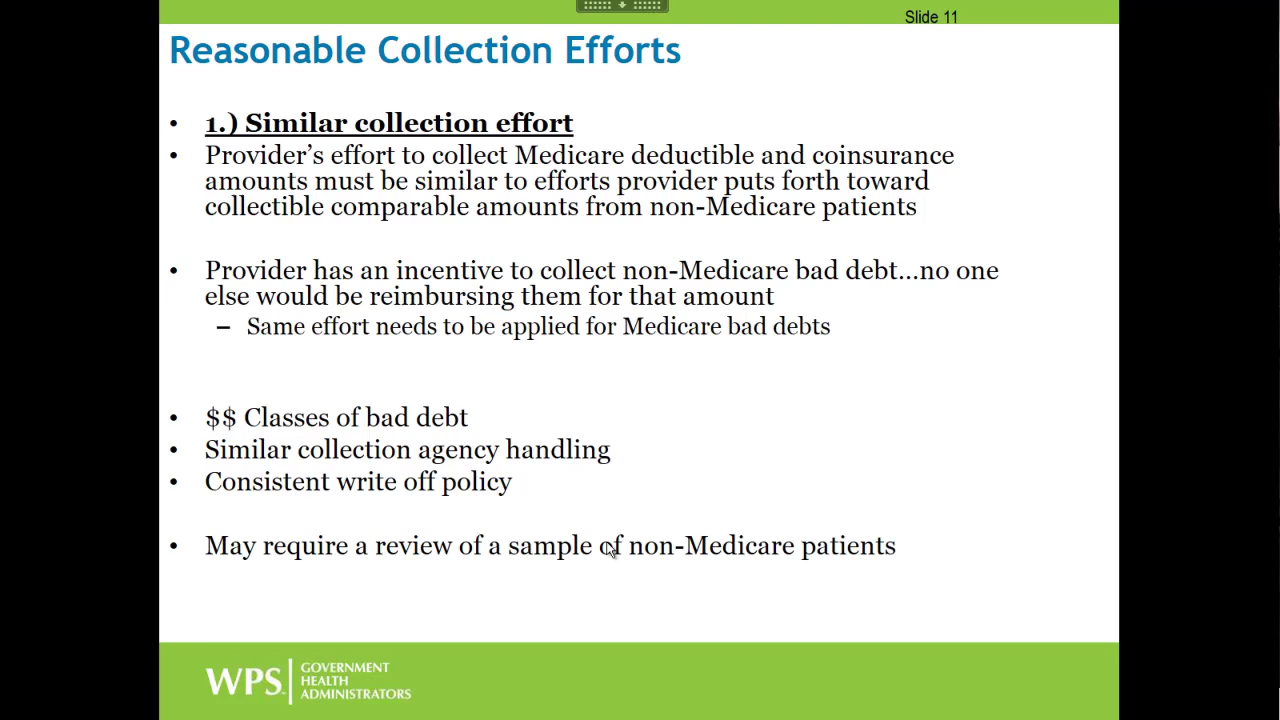 Slide 11
Reasonable Collection Efforts
• 1.) Similar collection effort
• Provider's effort to collect Medicare deductible and coinsurance
amounts must be similar to efforts provider puts forth toward
collectible comparable amounts from non-Medicare patients
• Provider has an incentive to collect non-Medicare bad debt...no one
else would be reimbursing them for that amount
– Same effort needs to be applied for Medicare bad debts
• $$ Classes of bad debt
• Similar collection agency handling
• Consistent write off policy
• May require a review of a sample of non-Medicare patients
WPS
GOVERNMENT
HEALTH
ADMINISTRATORS